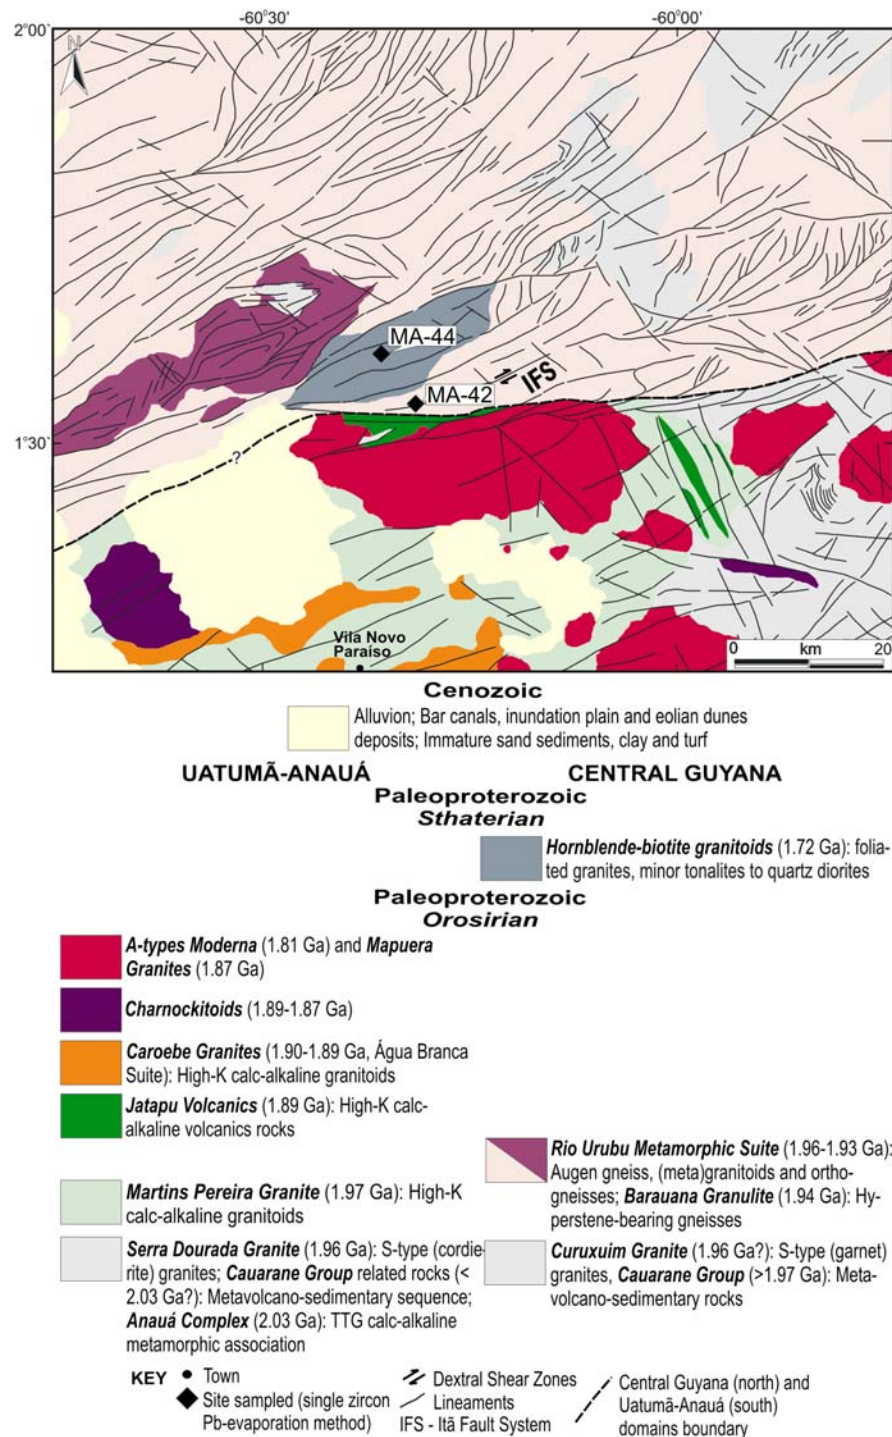 -60°30'
-60°00'
2°00'
N
MA-44
IFS
MA-42
1°30'
?
Vila Novo
Paraíso
0 km 20
Cenozoic
Alluvion; Bar canals, inundation plain and eolian dunes
deposits; Immature sand sediments, clay and turf
UATUMÃ-ANAUÁ
CENTRAL GUYANA
Paleoproterozoic
Sthaterian
Hornblende-biotite granitoids (1.72 Ga): folia-
ted granites, minor tonalites to quartz diorites
Paleoproterozoic
Orosirian
A-types Moderna (1.81 Ga) and Mapuera
Granites (1.87 Ga)
Charnockitoids (1.89-1.87 Ga)
Caroebe Granites (1.90-1.89 Ga, Água Branca
Suite): High-K calc-alkaline granitoids
Jatapu Volcanics (1.89 Ga): High-K calc-
alkaline volcanics rocks
Martins Pereira Granite (1.97 Ga): High-K
calc-alkaline granitoids
Serra Dourada Granite (1.96 Ga): S-type (cordie-
rite) granites; Cauarane Group related rocks (<
2.03 Ga?): Metavolcano-sedimentary sequence;
Anauá Complex (2.03 Ga): TTG calc-alkaline
metamorphic association
Rio Urubu Metamorphic Suite (1.96-1.93 Ga):
Augen gneiss, (meta)granitoids and ortho-
gneisses; Barauana Granulite (1.94 Ga): Hy-
perstene-bearing gneisses
Curuxuim Granite (1.96 Ga?): S-type (garnet)
granites, Cauarane Group (>1.97 Ga): Meta-
volcano-sedimentary rocks
KEY
Town
Site sampled (single zircon
Pb-evaporation method)
Dextral Shear Zones
Lineaments
IFS - Itã Fault System
Central Guyana (north) and
Uatumã-Anauá (south)
domains boundary